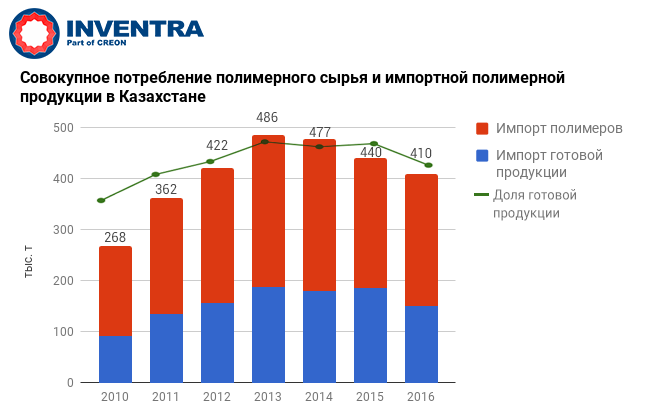 INVENTRA
Part of CREON
Совокупное потребление полимерного сырья и импортной полимерной
продукции в Казахстане
тыс. т
500
400
300
200
100
0
268
362
422
486
477
440
410
2010
2011
2012
2013
2014
2015
2016
Импорт полимеров
Импорт готовой
продукции
Доля готовой
продукции